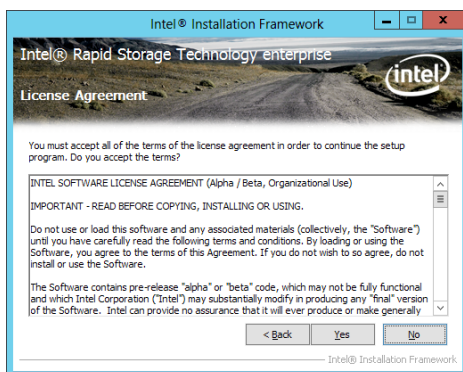 Intel® Installation Framework
Intel® Rapid Storage Technology enterprise
intel
License Agreement
You must accept all of the terms of the license agreement in order to continue the setup
program. Do you accept the terms?
INTEL SOFTWARE LICENSE AGREEMENT (Alpha / Beta, Organizational Use)
IMPORTANT - READ BEFORE COPYING, INSTALLING OR USING.
Do not use or load this software and any associated materials (collectively, the "Software")
until you have carefully read the following terms and conditions. By loading or using the
Software, you agree to the terms of this Agreement. If you do not wish to so agree, do not
install or use the Software.
The Software contains pre-release "alpha" or "beta" code, which may not be fully functional
and which Intel Corporation ("Intel") may substantially modify in producing any "final" version
of the Software. Intel can provide no assurance that it will ever produce or make generally
< Back Yes No
Intel® Installation Framework